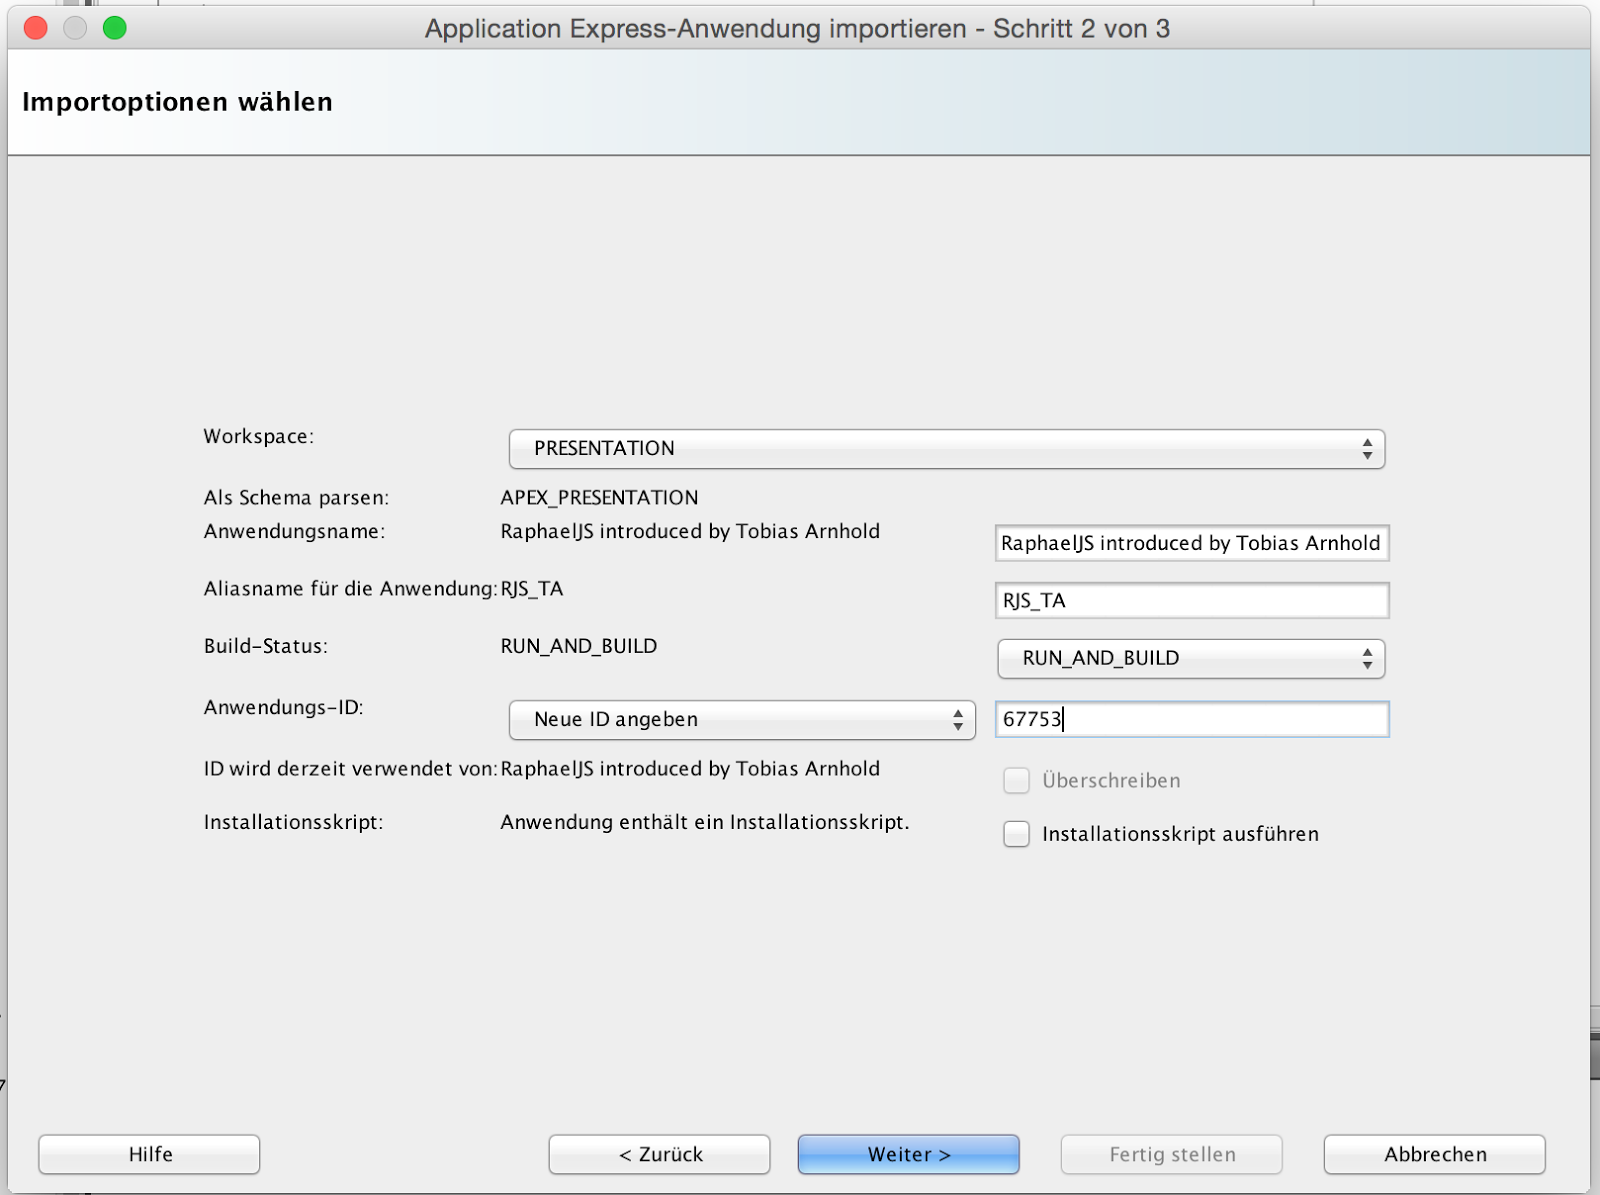 Application Express-Anwendung importieren - Schritt 2 von 3
Importoptionen wählen
Workspace: PRESENTATION
Als Schema parsen: APEX_PRESENTATION
Anwendungsname: RaphaelJS introduced by Tobias Arnhold RaphaelJS introduced by Tobias Arnhold
Aliasname für die Anwendung: RJS_TA RJS_TA
Build-Status: RUN_AND_BUILD RUN_AND_BUILD
Anwendungs-ID: Neue ID angeben 67753
ID wird derzeit verwendet von: RaphaelJS introduced by Tobias Arnhold Überschreiben
Installationsskript: Anwendung enthält ein Installationsskript. Installationsskript ausführen
Hilfe < Zurück Weiter > Fertig stellen Abbrechen